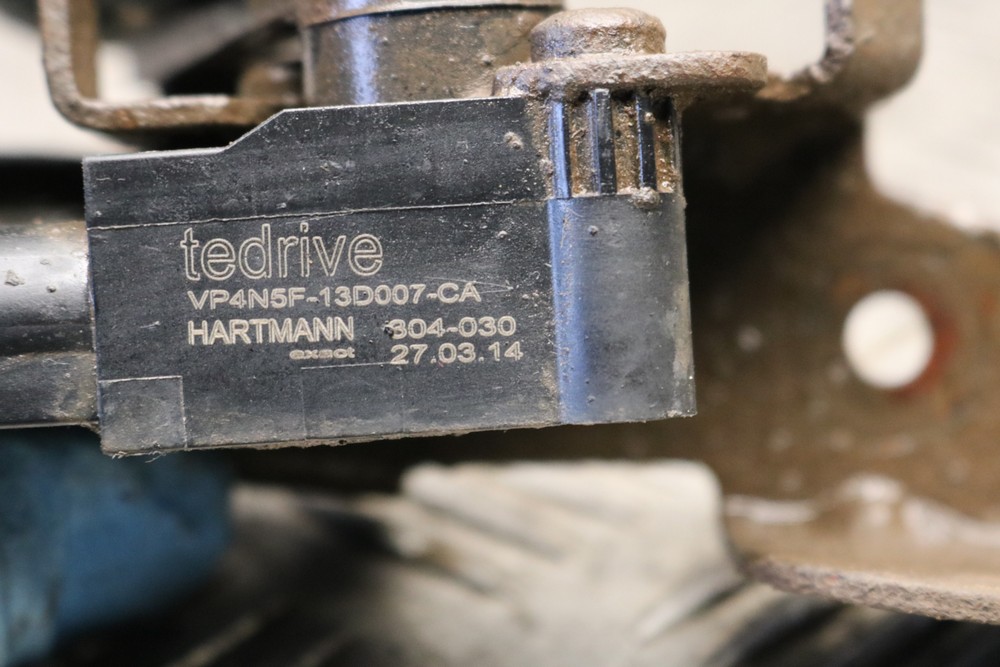 tedrive
VP4N5F-13D007-CA
HARTMANN 304-030
exact 27.03.14